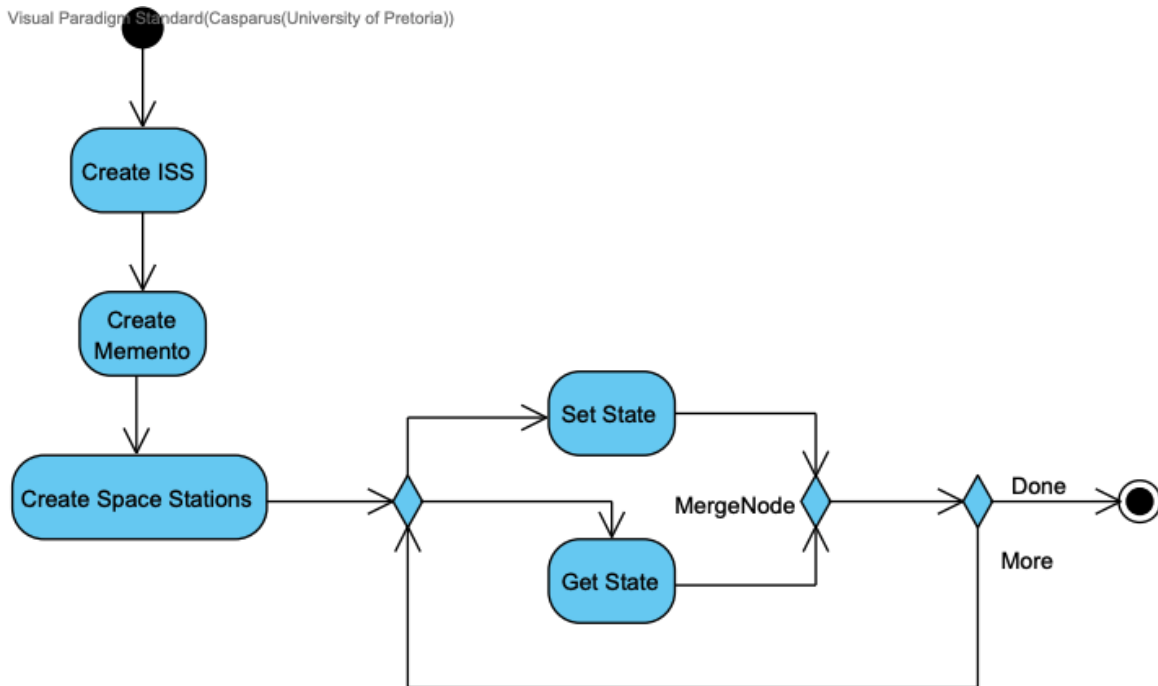 Visual Paradigm Standard(Casparus(University of Pretoria))
Create ISS
Create
Memento
Create Space Stations
Set State
Get State
MergeNode
Done
More